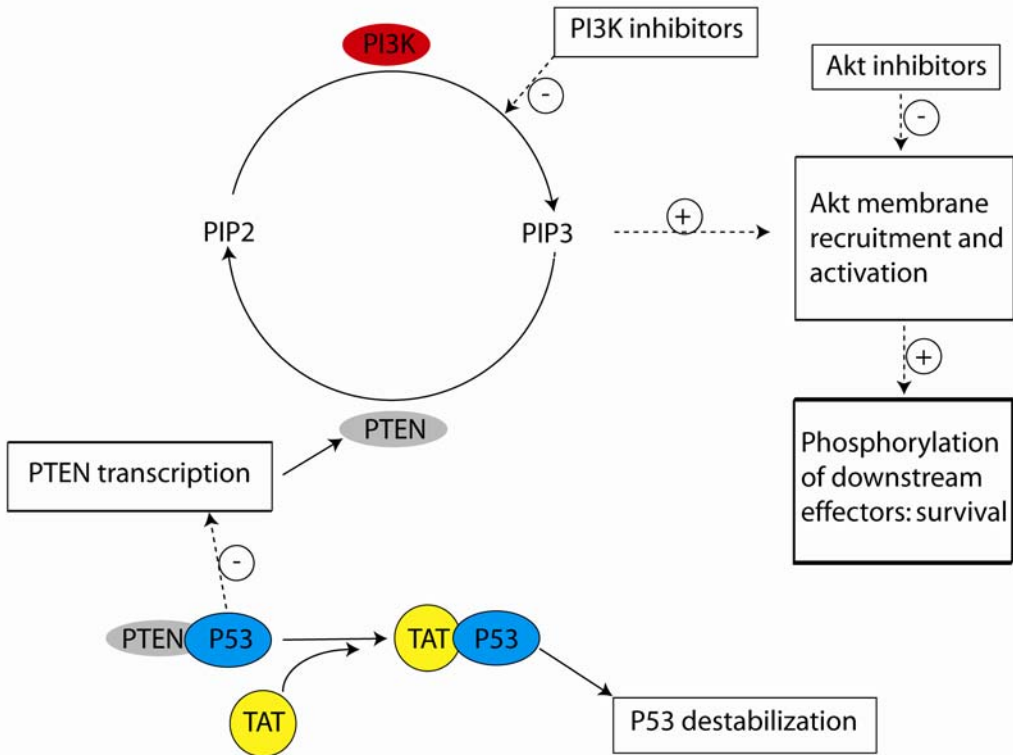 PI3K
PI3K inhibitors
Akt inhibitors
-
-
PIP2
PIP3
+
Akt membrane
recruitment and
activation
+
PTEN
PTEN transcription
Phosphorylation
of downstream
effectors: survival
-
PTEN
P53
TAT
P53
TAT
P53 destabilization